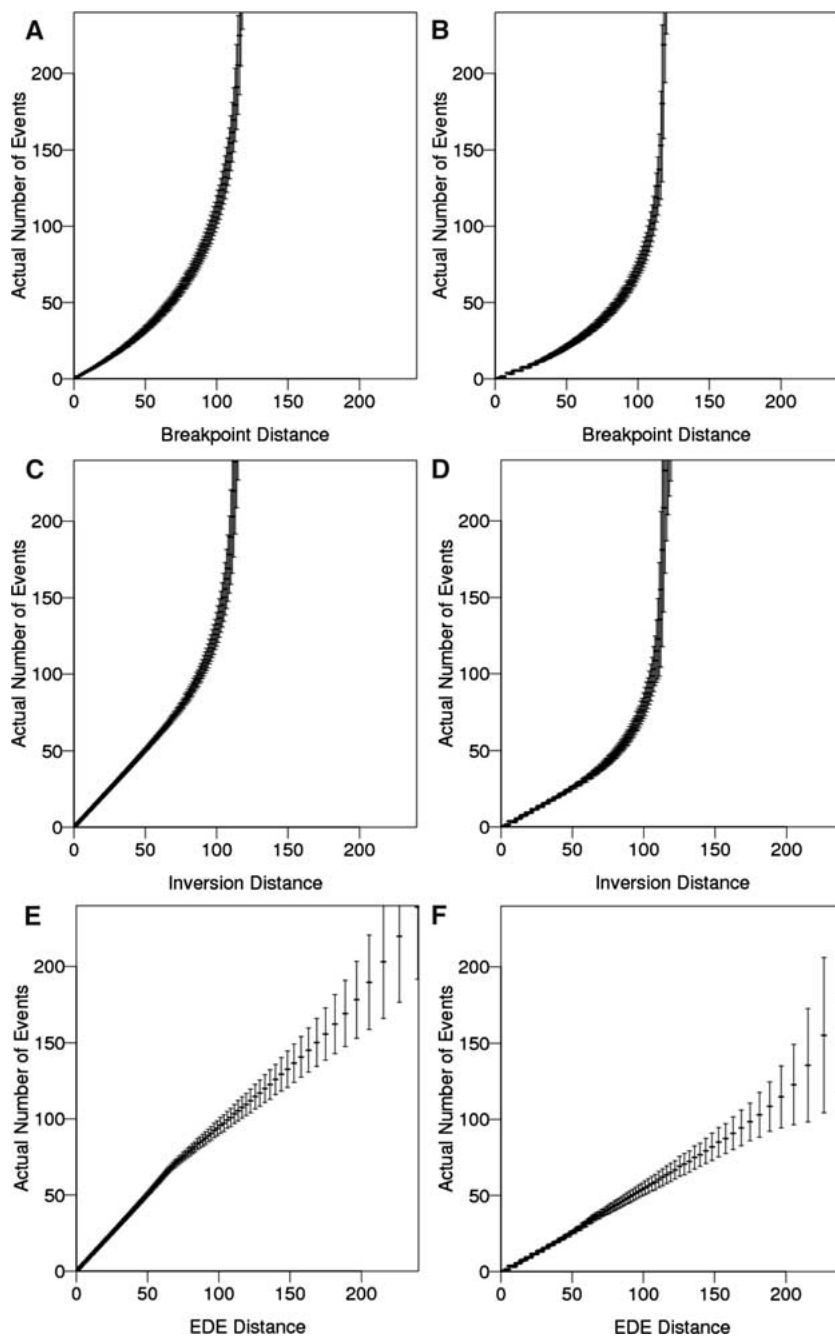 A
B
Actual Number of Events
200
150
100
50
0
0 50 100 150 200
Breakpoint Distance
Actual Number of Events
200
150
100
50
0
0 50 100 150 200
Breakpoint Distance
C
D
Actual Number of Events
200
150
100
50
0
0 50 100 150 200
Inversion Distance
Actual Number of Events
200
150
100
50
0
0 50 100 150 200
Inversion Distance
E
F
Actual Number of Events
200
150
100
50
0
0 50 100 150 200
EDE Distance
Actual Number of Events
200
150
100
50
0
0 50 100 150 200
EDE Distance